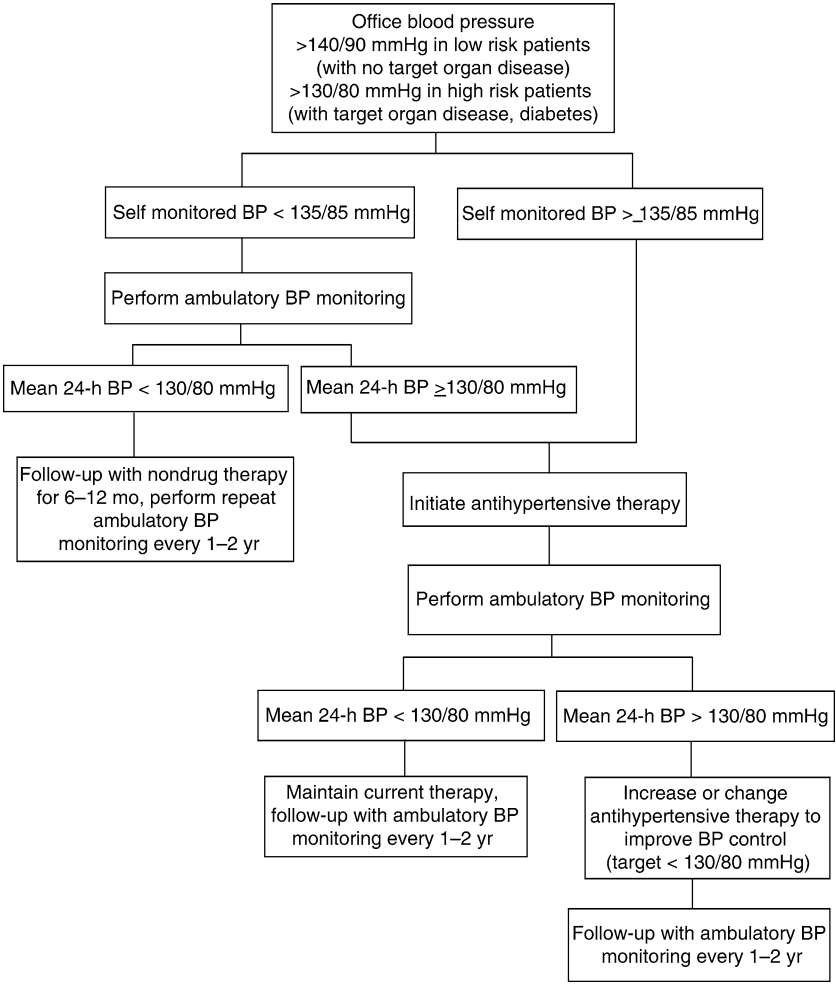 Office blood pressure
>140/90 mmHg in low risk patients
(with no target organ disease)
>130/80 mmHg in high risk patients
(with target organ disease, diabetes)
Self monitored BP < 135/85 mmHg
Self monitored BP >_135/85 mmHg
Perform ambulatory BP monitoring
Mean 24-h BP < 130/80 mmHg
Mean 24-h BP ≥130/80 mmHg
Follow-up with nondrug therapy
for 6–12 mo, perform repeat
ambulatory BP
monitoring every 1–2 yr
Initiate antihypertensive therapy
Perform ambulatory BP monitoring
Mean 24-h BP < 130/80 mmHg
Mean 24-h BP > 130/80 mmHg
Maintain current therapy,
follow-up with ambulatory BP
monitoring every 1–2 yr
Increase or change
antihypertensive therapy to
improve BP control
(target < 130/80 mmHg)
Follow-up with ambulatory BP
monitoring every 1–2 yr